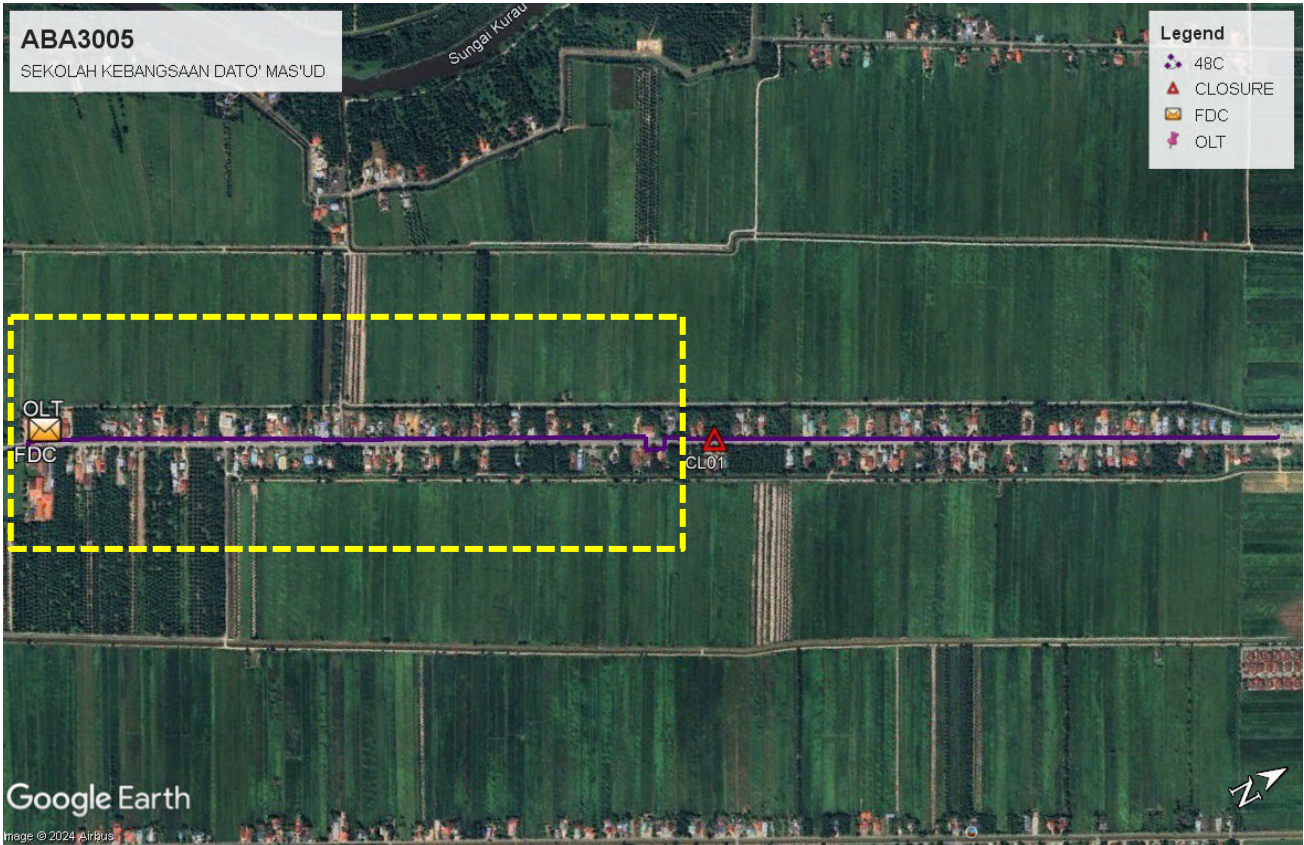 ABA3005
SEKOLAH KEBANGSAAN DATO' MAS'UD
Sungai Kurau
Legend
48C
CLOSURE
FDC
OLT
OLT
FDC
CL01
N
Google Earth
mage © 2024 Airbus